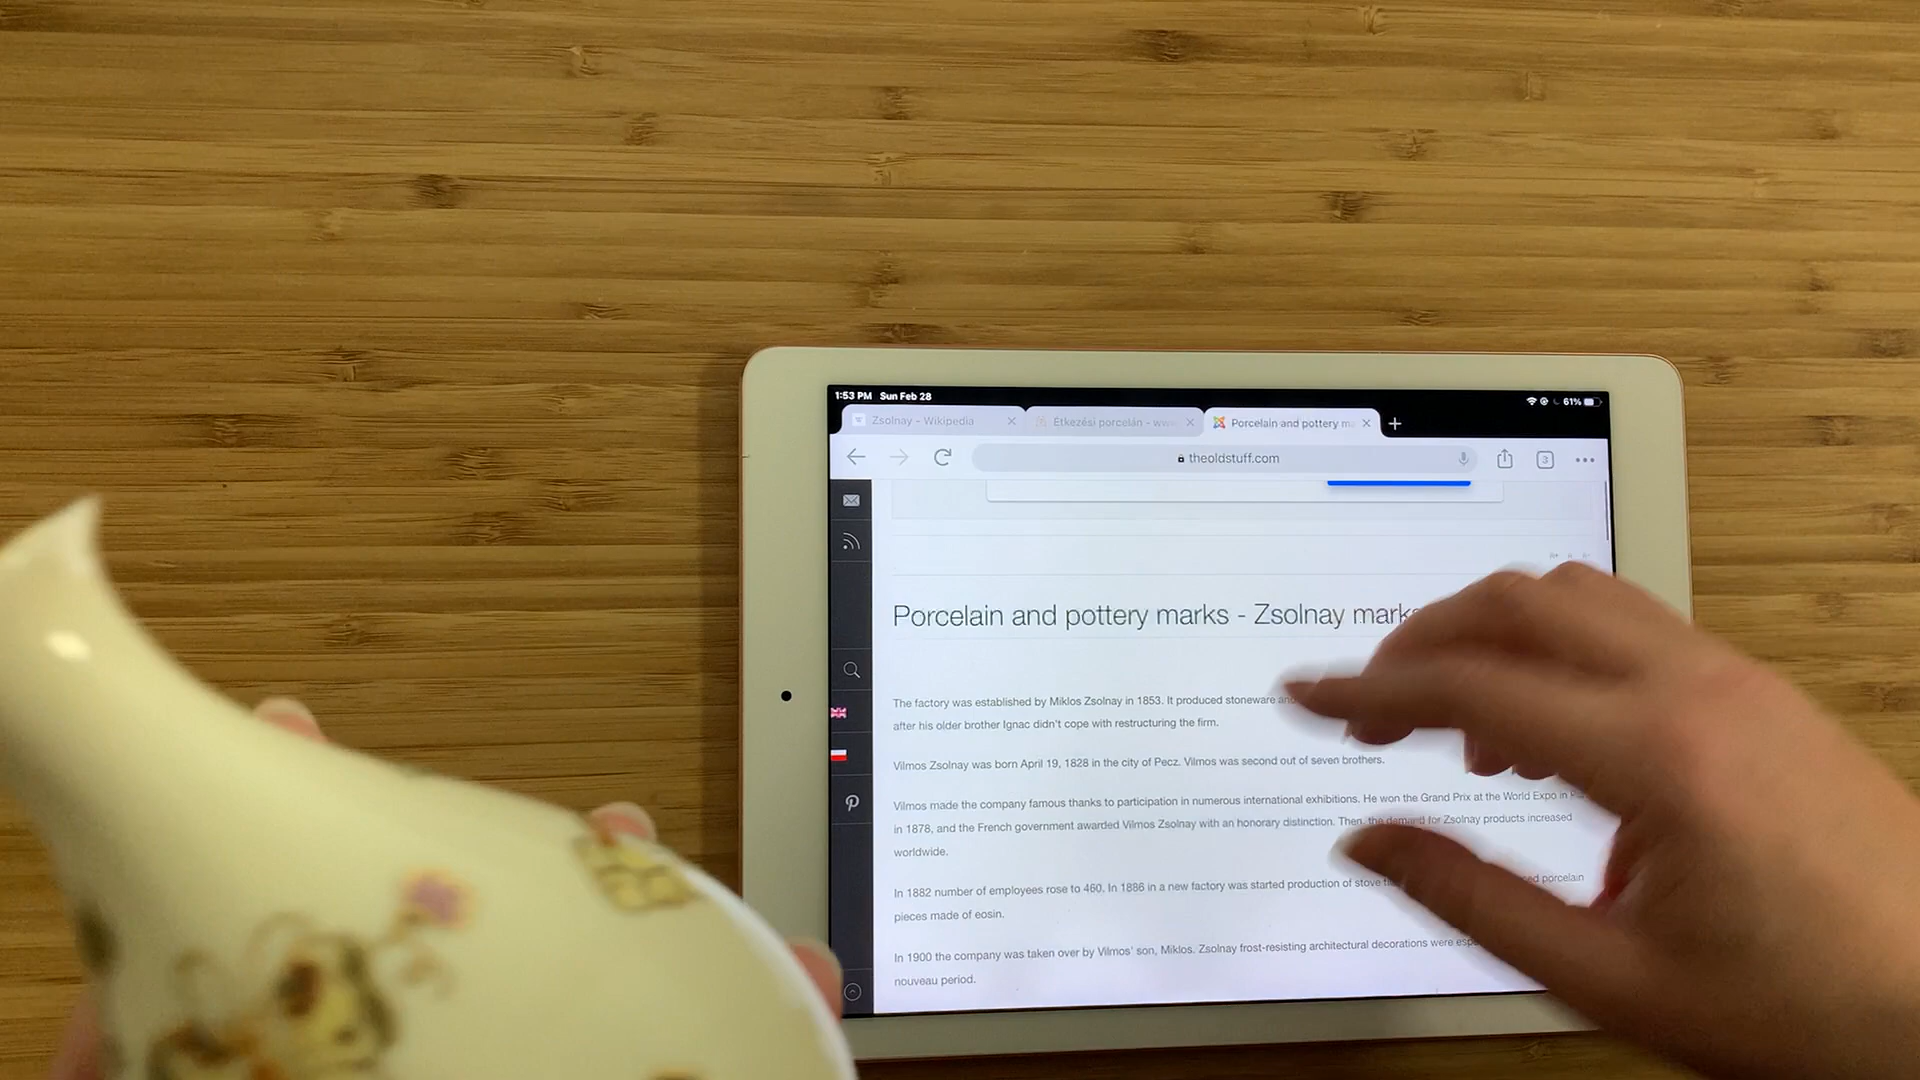 1:53 PM Sun Feb 28
61%
Zsolnay - Wikipedia
Étkezési porcelán - www
Porcelain and pottery ma
theoldstuff.com
3
Porcelain and pottery marks - Zsolnay marks
The factory was established by Miklos Zsolnay in 1853. It produced stoneware and
after his older brother Ignac didn't cope with restructuring the firm.
Vilmos Zsolnay was born April 19, 1828 in the city of Pecz. Vilmos was second out of seven brothers.
Vilmos made the company famous thanks to participation in numerous international exhibitions. He won the Grand Prix at the World Expo in
in 1878, and the French government awarded Vilmos Zsolnay with an honorary distinction. Then, the demand for Zsolnay products increased
worldwide.
In 1882 number of employees rose to 460. In 1886 in a new factory was started production of stove porcelain
pieces made of eosin.
In 1900 the company was taken over by Vilmos' son, Miklos. Zsolnay frost-resisting architectural decorations were
nouveau period.